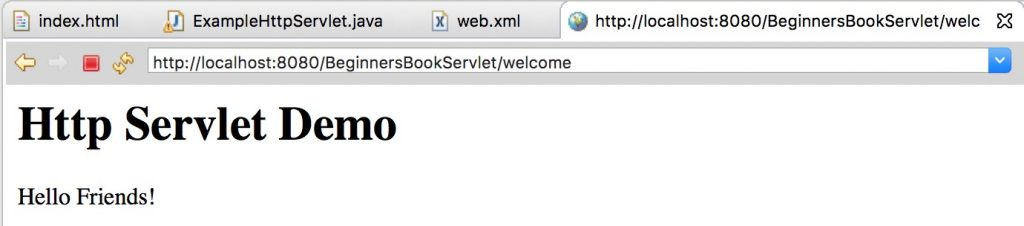 index.html ExampleHttpServlet.java web.xml http://localhost:8080/BeginnersBookServlet/welc
http://localhost:8080/BeginnersBookServlet/welcome
Http Servlet Demo
Hello Friends!